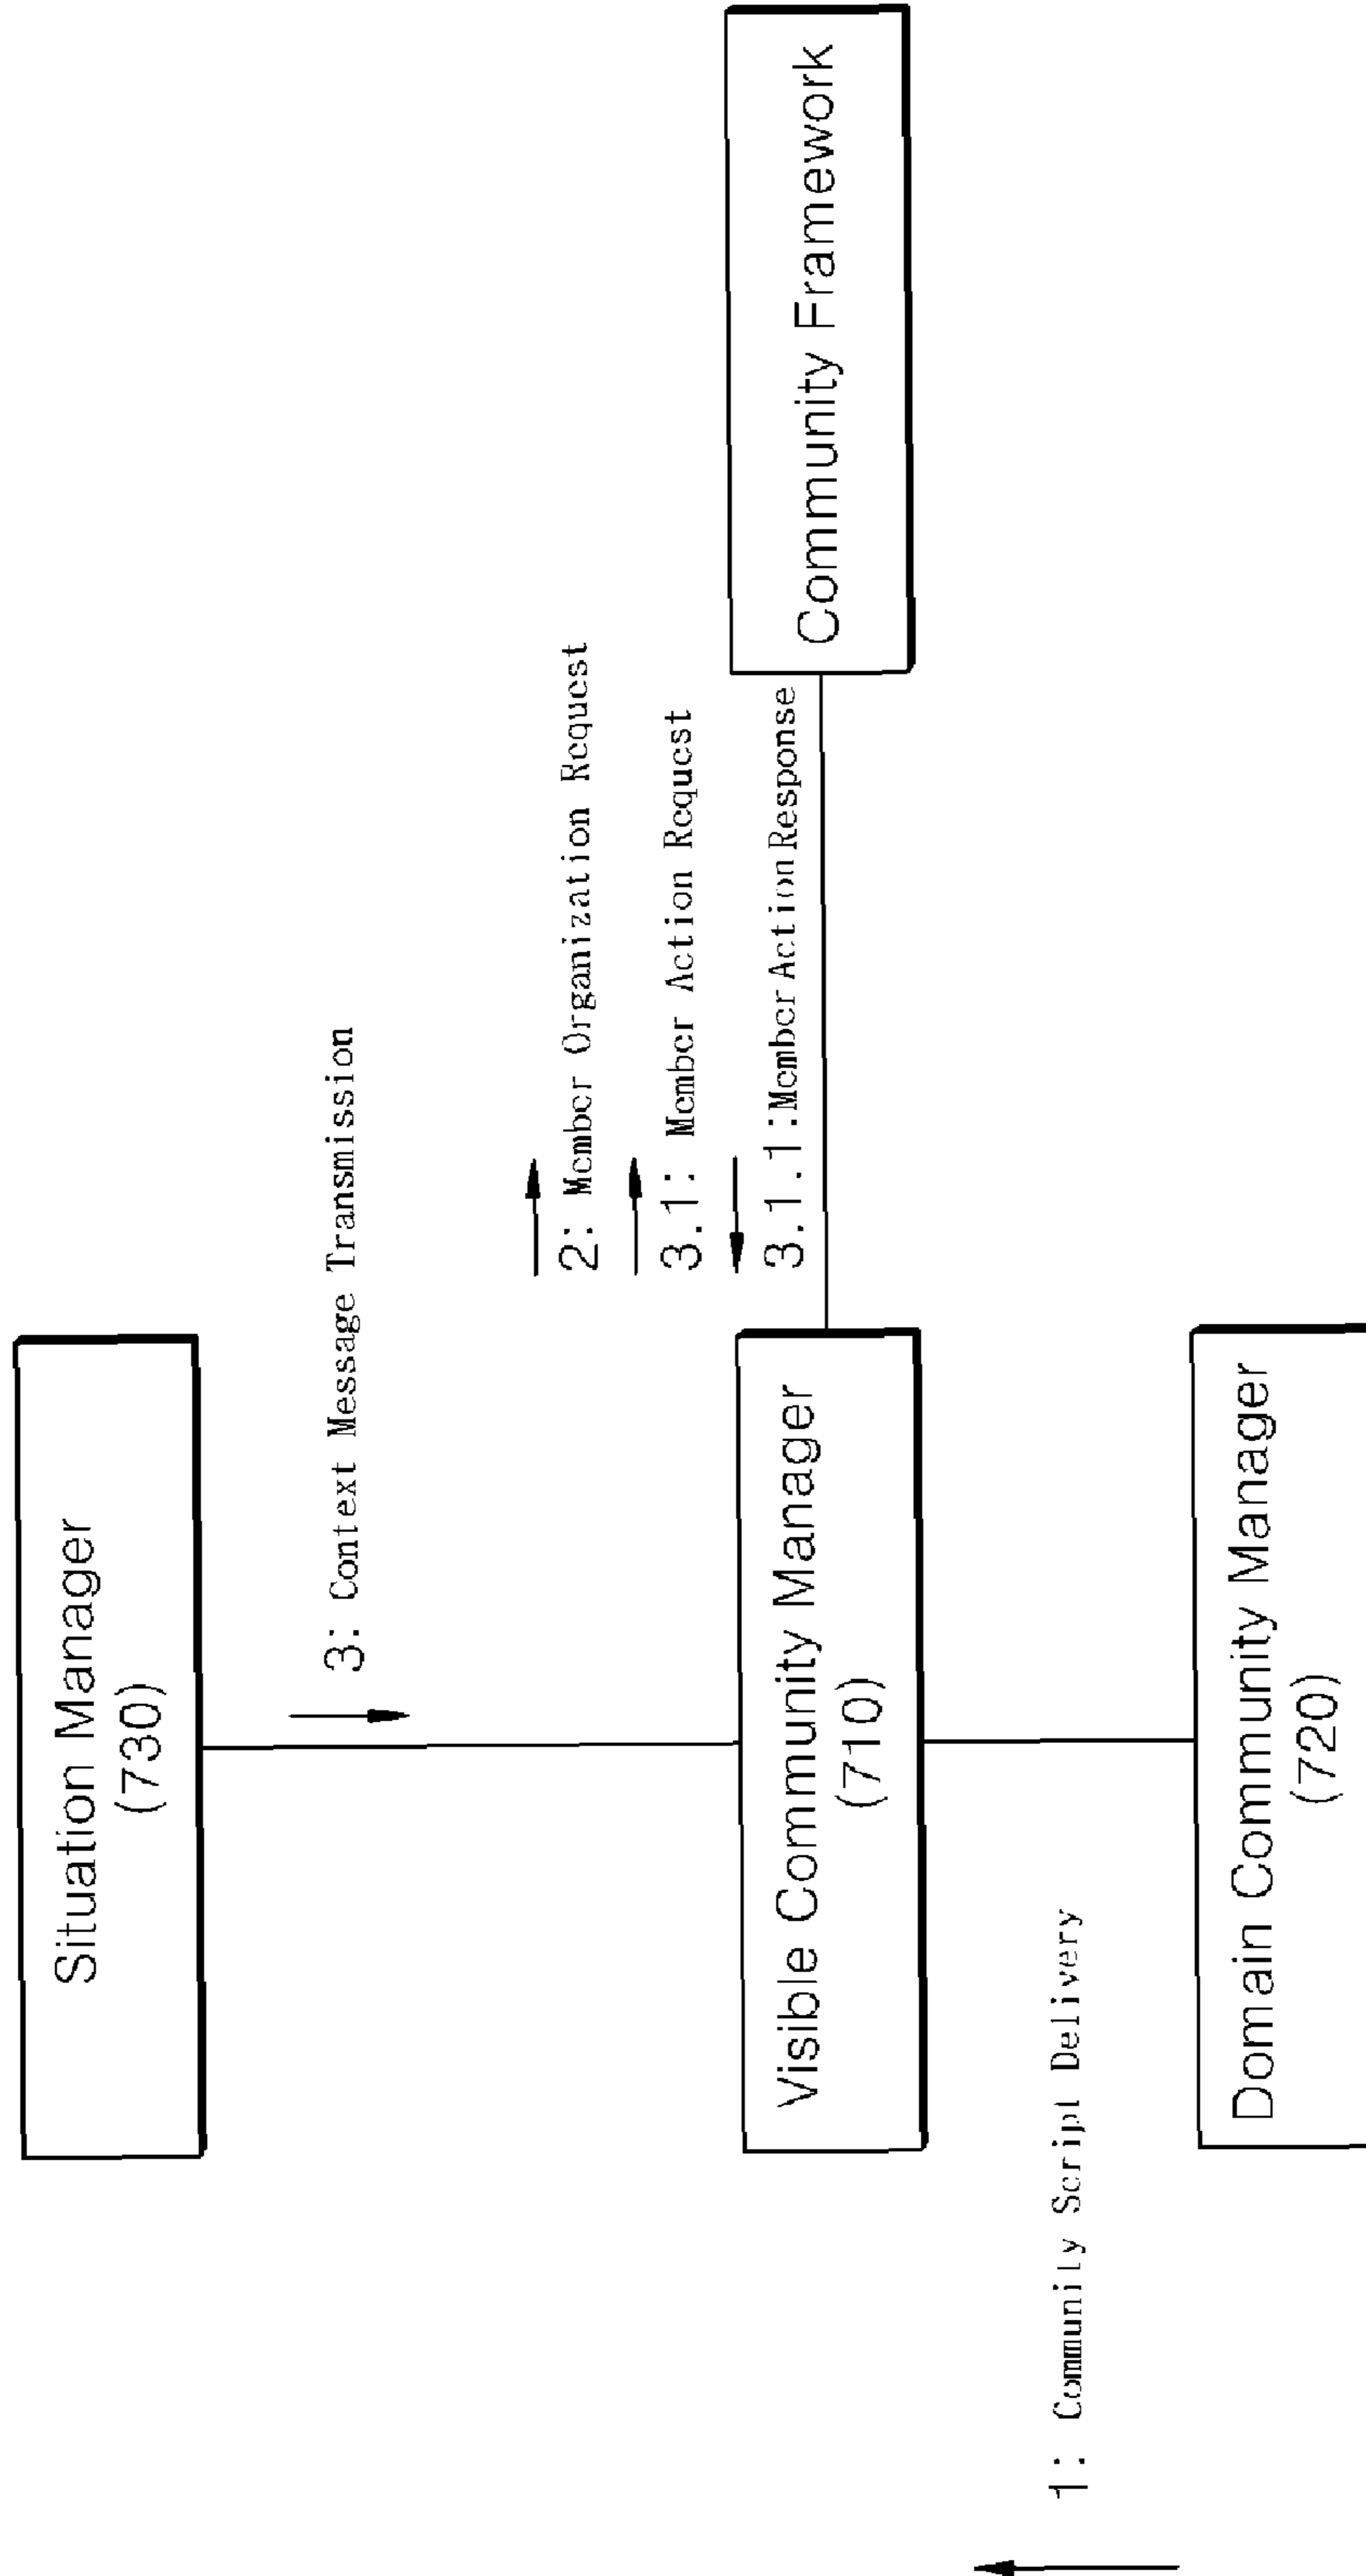 Situation Manager
(730)
3: Context Message Transmission
2: Member Organization Request
3.1: Member Action Request
3.1.1:Member Action Response
Visible Community Manager
(710)
Community Framework
1: Community Script Delivery
Domain Community Manager
(720)